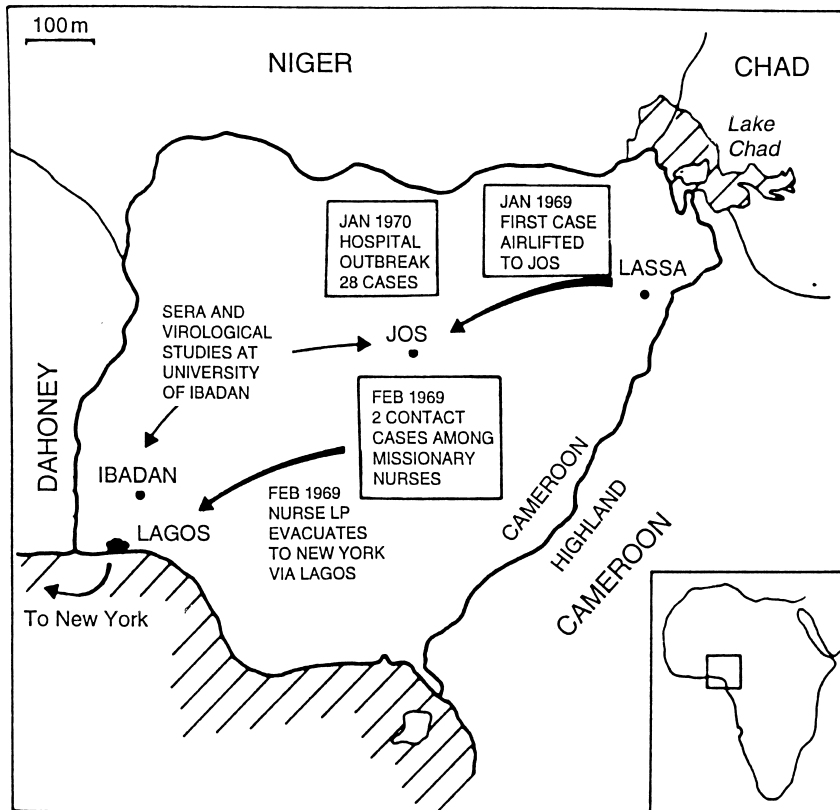 100 m
NIGER
CHAD
Lake
Chad
JAN 1970
HOSPITAL
OUTBREAK
28 CASES
JAN 1969
FIRST CASE
AIRLIFTED
TO JOS
LASSA
SERA AND
VIROLOGICAL
STUDIES AT
UNIVERSITY
OF IBADAN
JOS
DAHONEY
FEB 1969
2 CONTACT
CASES AMONG
MISSIONARY
NURSES
IBADAN
LAGOS
FEB 1969
NURSE LP
EVACUATES
TO NEW YORK
VIA LAGOS
CAMEROON
HIGHLAND
CAMEROON
To New York